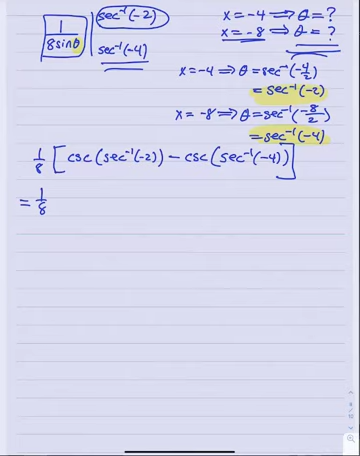 1/(8sinθ) | sec⁻¹(-2)
sec⁻¹(-4)
x = -4 ⟹ θ = ?
x = -8 ⟹ θ = ?
x = -4 ⟹ θ = sec⁻¹(-4/2)
= sec⁻¹(-2)
x = -8 ⟹ θ = sec⁻¹(-8/2)
= sec⁻¹(-4)
1/8 [csc(sec⁻¹(-2)) - csc(sec⁻¹(-4))]
= 1/8